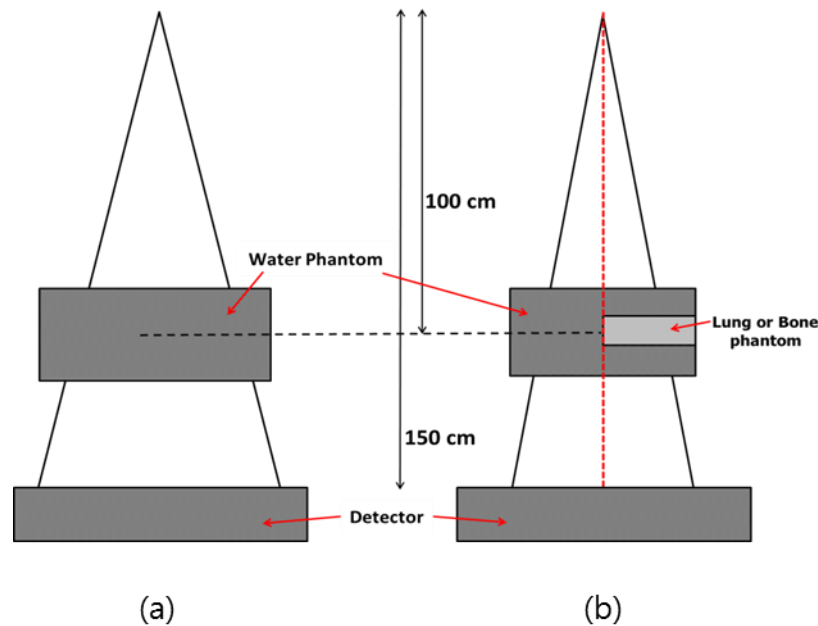 100 cm
Water Phantom
Lung or Bone
phantom
150 cm
Detector
(a)
(b)